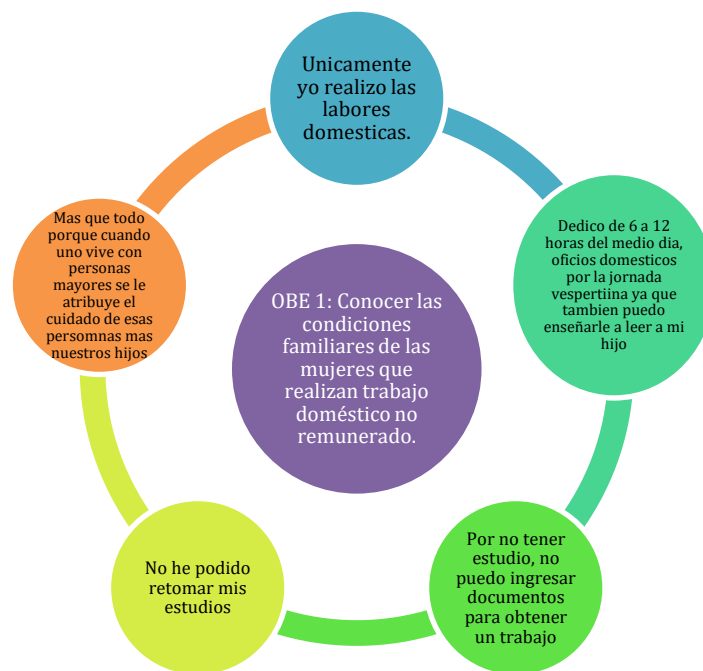 Unicamente
yo realizo las
labores
domesticas.
Dedico de 6 a 12
horas del medio dia,
oficios domesticos
por la jornada
vespertiina ya que
tambien puedo
enseñarle a leer a mi
hijo
Por no tener
estudio, no
puedo ingresar
documentos
para obtener
un trabajo
No he podido
retomar mis
estudios
Mas que todo
porque cuando
uno vive con
personas
mayores se le
atribuye el
cuidado de esas
persomnas mas
nuestros hijos
OBE 1: Conocer las
condiciones
familiares de las
mujeres que
realizan trabajo
doméstico no
remunerado.